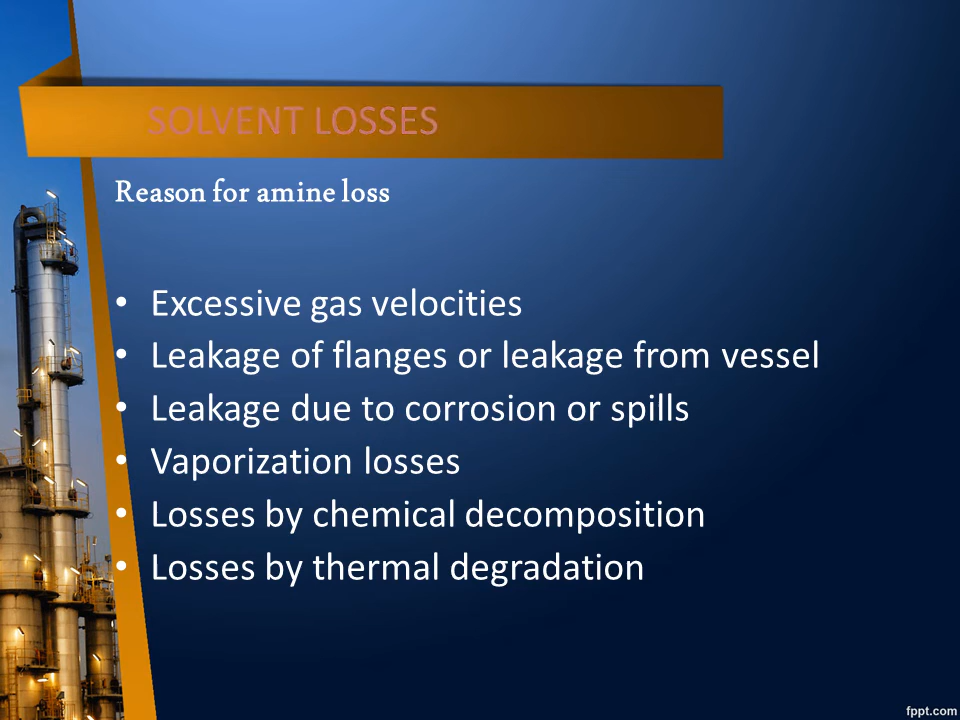 SOLVENT LOSSES
Reason for amine loss
• Excessive gas velocities
• Leakage of flanges or leakage from vessel
• Leakage due to corrosion or spills
• Vaporization losses
• Losses by chemical decomposition
• Losses by thermal degradation
fppt.com